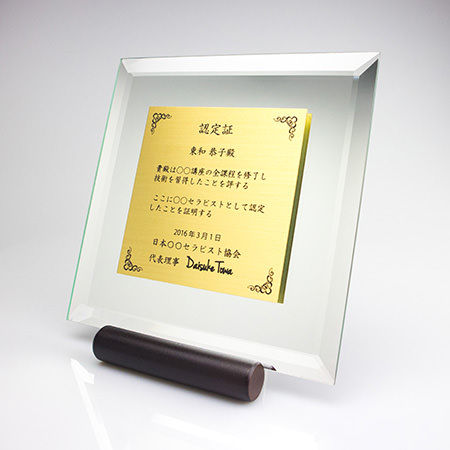 認定証
東和 恭子殿
貴殿は〇〇講座の全課程を修了し
技術を習得したことを評する
ここに〇〇セラピストとして認定
したことを証明する
2016年3月1日
日本〇〇セラピスト協会
代表理事 Daisuke Towa